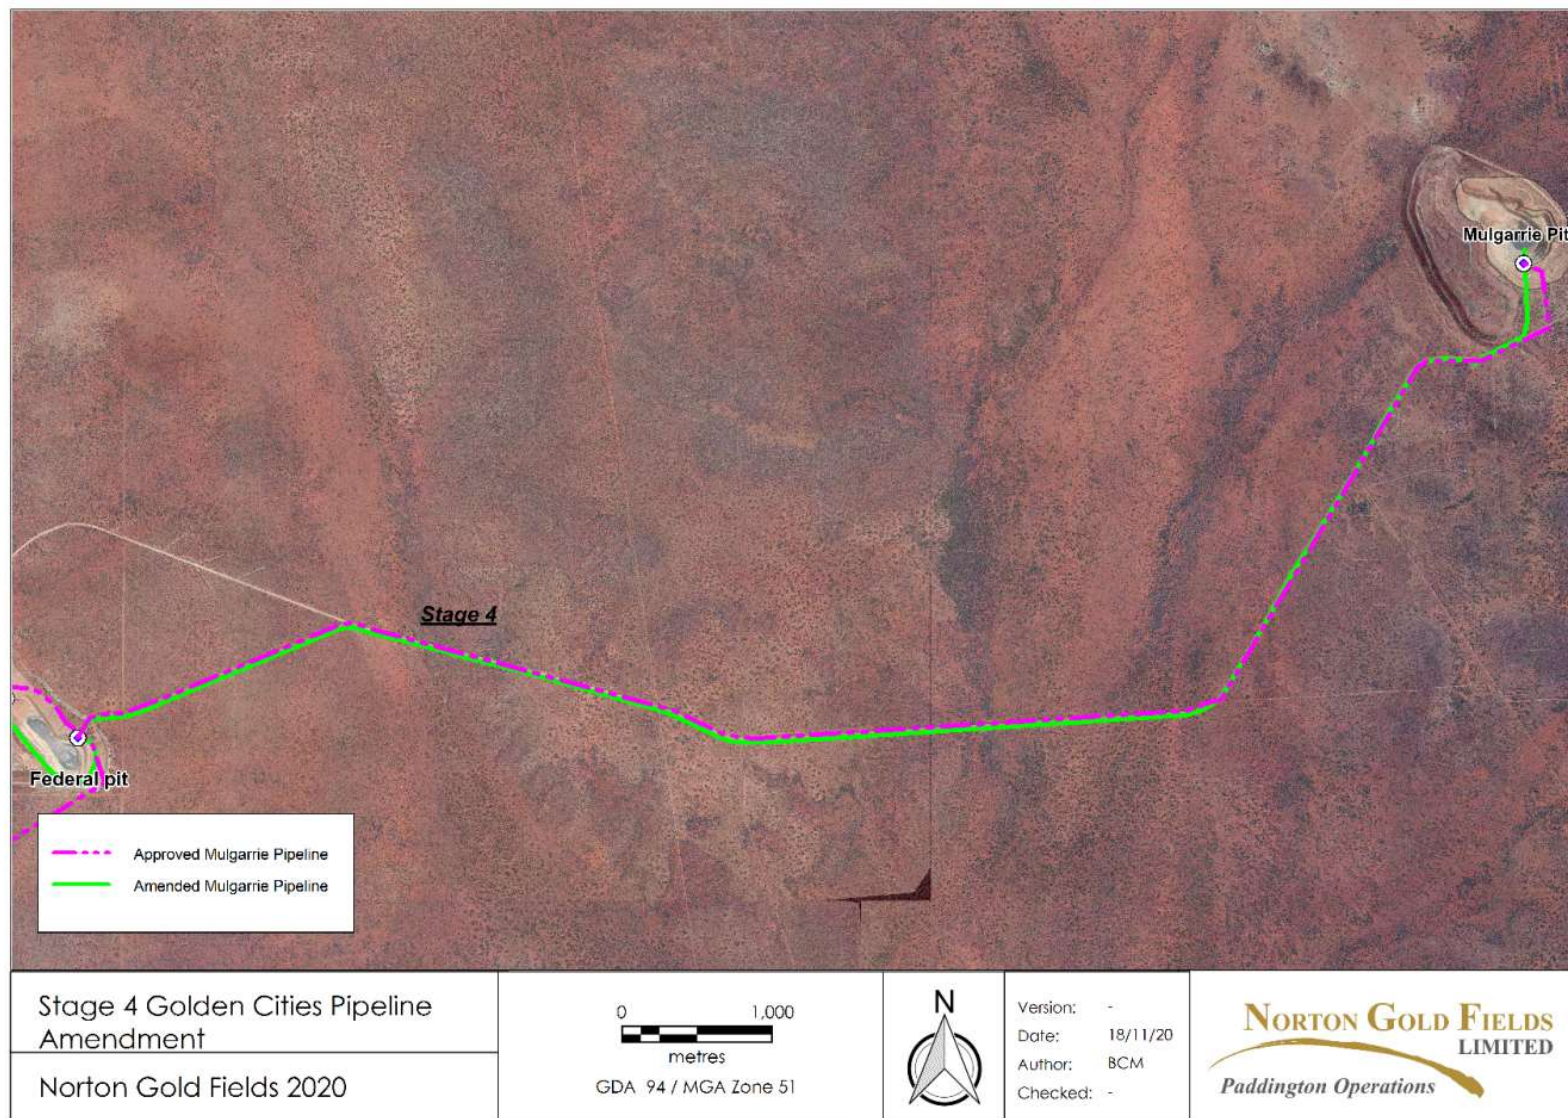 Mulgarrie Pit
Stage 4
Federal pit
Approved Mulgarrie Pipeline
Amended Mulgarrie Pipeline
Stage 4 Golden Cities Pipeline
Amendment
Norton Gold Fields 2020
0 1,000
metres
GDA 94 / MGA Zone 51
N
Version: -
Date: 18/11/20
Author: BCM
Checked: -
NORTON GOLD FIELDS
LIMITED
Paddington Operations